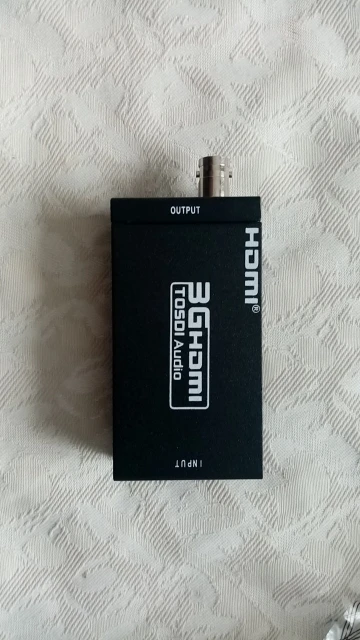 OUTPUT
HDMI®
3GHDMI
TOSDI Audio
INPUT